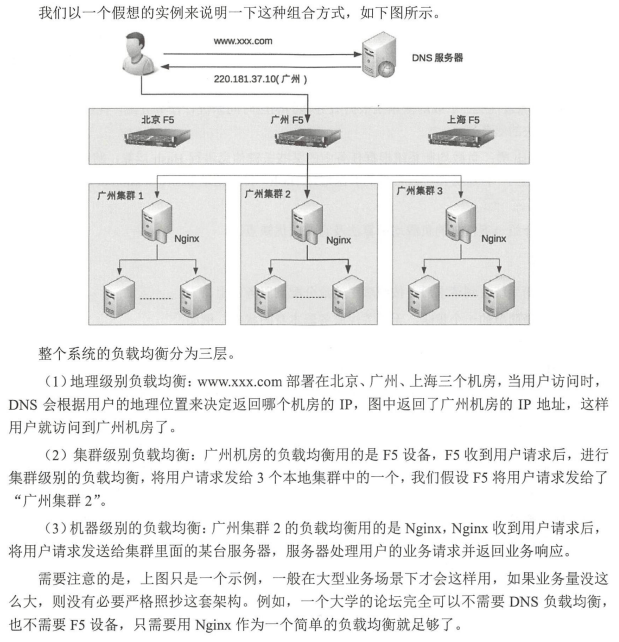 我们以一个假想的实例来说明一下这种组合方式，如下图所示。
www.xxx.com
DNS 服务器
220.181.37.10( 广州 )
北京 F5
广州 F5
上海 F5
广州集群 1
广州集群 2
广州集群 3
Nginx
Nginx
Nginx
整个系统的负载均衡分为三层。
（1）地理级别负载均衡：www.xxx.com 部署在北京、广州、上海三个机房，当用户访问时，
DNS 会根据用户的地理位置来决定返回哪个机房的 IP，图中返回了广州机房的 IP 地址，这样
用户就访问到广州机房了。
（2）集群级别负载均衡：广州机房的负载均衡用的是 F5 设备，F5 收到用户请求后，进行
集群级别的负载均衡，将用户请求发给 3 个本地集群中的一个，我们假设 F5 将用户请求发给了
“广州集群 2”。
（3）机器级别的负载均衡：广州集群 2 的负载均衡用的是 Nginx，Nginx 收到用户请求后，
将用户请求发送给集群里面的某台服务器，服务器处理用户的业务请求并返回业务响应。
需要注意的是，上图只是一个示例，一般在大型业务场景下才会这样用，如果业务量没这
么大，则没有必要严格照抄这套架构。例如，一个大学的论坛完全可以不需要 DNS 负载均衡，
也不需要 F5 设备，只需要用 Nginx 作为一个简单的负载均衡就足够了。